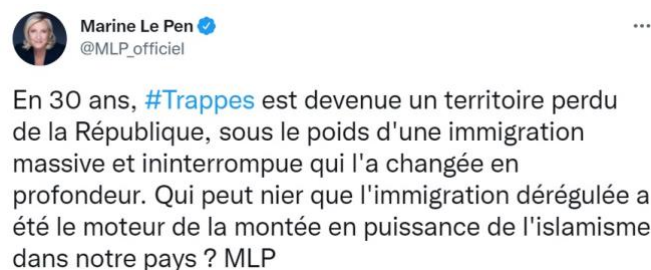 Marine Le Pen
@MLP_officiel
En 30 ans, #Trappes est devenue un territoire perdu
de la République, sous le poids d'une immigration
massive et ininterrompue qui l'a changée en
profondeur. Qui peut nier que l'immigration dérégulée a
été le moteur de la montée en puissance de l'islamisme
dans notre pays ? MLP